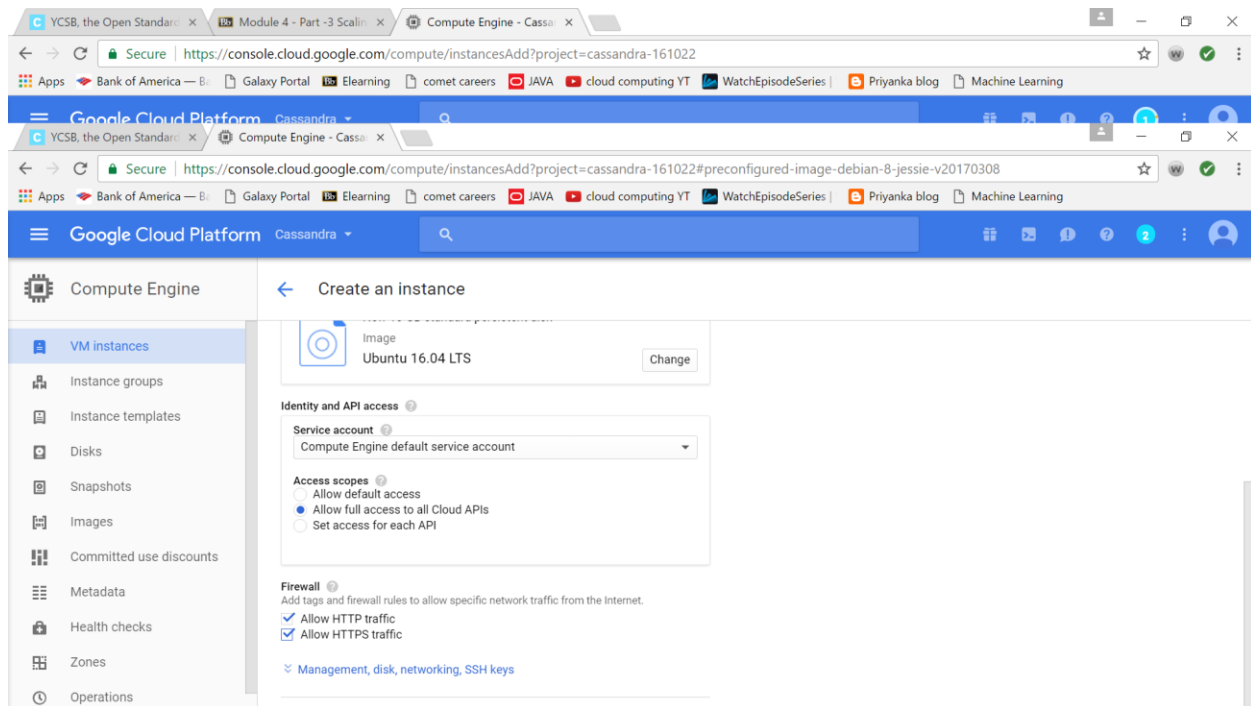 YCSB, the Open Standard
Module 4 - Part -3 Scalin
Compute Engine - Cassa
Secure | https://console.cloud.google.com/compute/instancesAdd?project=cassandra-161022
Apps Bank of America — B Galaxy Portal Bb Elearning comet careers JAVA cloud computing YT WatchEpisodeSeries | Priyanka blog Machine Learning
Google Cloud Platform Cassandra 1
YCSB, the Open Standard
Compute Engine - Cassa
Secure | https://console.cloud.google.com/compute/instancesAdd?project=cassandra-161022#preconfigured-image-debian-8-jessie-v20170308
Apps Bank of America — B Galaxy Portal Bb Elearning comet careers JAVA cloud computing YT WatchEpisodeSeries | Priyanka blog Machine Learning
Google Cloud Platform Cassandra 2
Compute Engine
Create an instance
VM instances
Instance groups
Instance templates
Disks
Snapshots
Images
Committed use discounts
Metadata
Health checks
Zones
Operations
Image
Ubuntu 16.04 LTS
Change
Identity and API access
Service account
Compute Engine default service account
Access scopes
Allow default access
Allow full access to all Cloud APIs
Set access for each API
Firewall
Add tags and firewall rules to allow specific network traffic from the Internet.
Allow HTTP traffic
Allow HTTPS traffic
Management, disk, networking, SSH keys